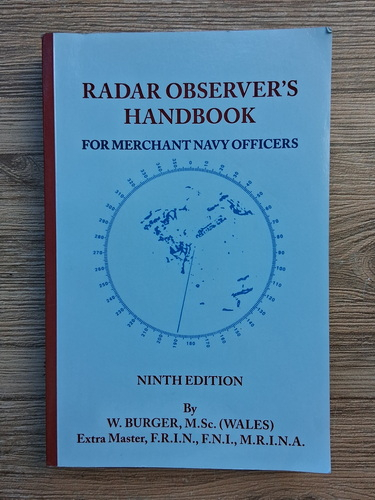 RADAR OBSERVER'S
HANDBOOK
FOR MERCHANT NAVY OFFICERS
NINTH EDITION
By
W. BURGER, M.Sc. (WALES)
Extra Master, F.R.I.N., F.N.I., M.R.I.N.A.